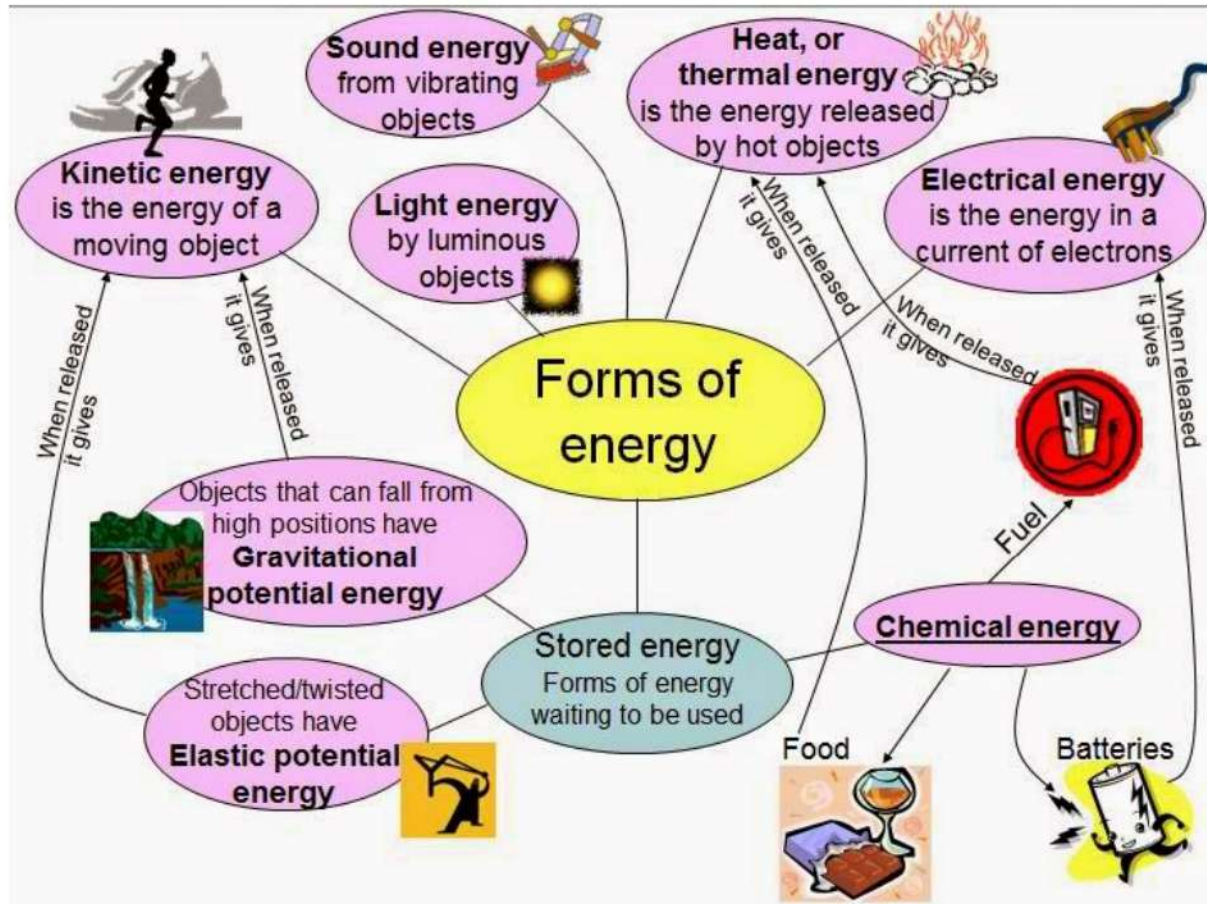 Sound energy
from vibrating
objects
Heat, or
thermal energy
is the energy released
by hot objects
Kinetic energy
is the energy of a
moving object
Light energy
by luminous
objects
Electrical energy
is the energy in a
current of electrons
Forms of
energy
When released
it gives
When released
it gives
When released
it gives
When released
it gives
When released
it gives
Objects that can fall from
high positions have
Gravitational
potential energy
Fuel
Stored energy
Forms of energy
waiting to be used
Chemical energy
Stretched/twisted
objects have
Elastic potential
energy
Food
Batteries